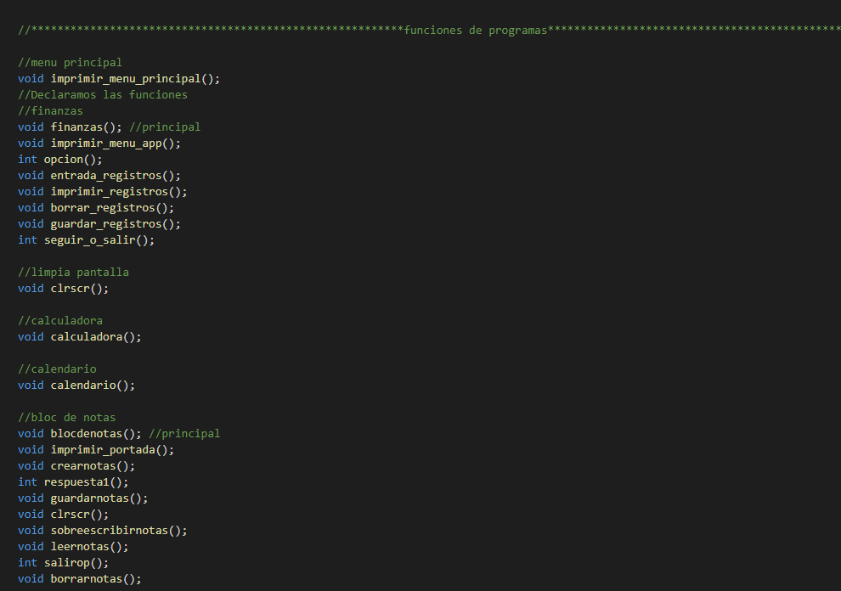 //*********************************************************funciones de programas*********************************************
//menu principal
void imprimir_menu_principal();
//Declaramos las funciones
//finanzas
void finanzas(); //principal
void imprimir_menu_app();
int opcion();
void entrada_registros();
void imprimir_registros();
void borrar_registros();
void guardar_registros();
int seguir_o_salir();
//limpia pantalla
void clrscr();
//calculadora
void calculadora();
//calendario
void calendario();
//bloc de notas
void blocdenotas(); //principal
void imprimir_portada();
void crearnotas();
int respuesta1();
void guardarnotas();
void clrscr();
void sobreescribirnotas();
void leernotas();
int salirop();
void borrarnotas();